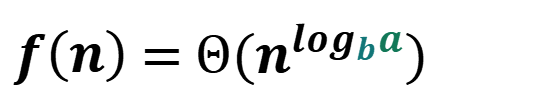 f(n) = Θ(n^{log_b a})